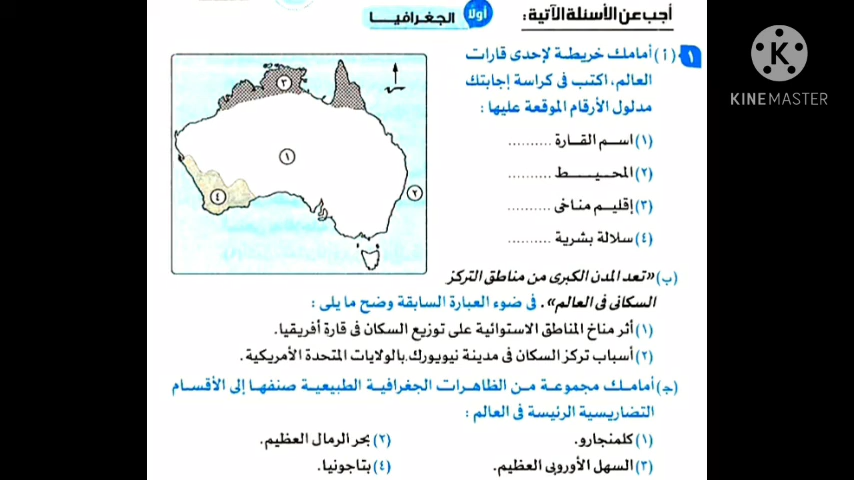 أجب عن الأسئلة الآتية:
أولاً الجغرافيا
١ (أ) أمامك خريطة لإحدى قارات
العالم، اكتب فى كراسة إجابتك
مدلول الأرقام الموقعة عليها:
(١) اسم القارة ..........
(٢) المحيط ..........
(٣) إقليم مناخى ..........
(٤) سلالة بشرية ..........
٣
١
٢
٤
(ب) «تعد المدن الكبرى من مناطق التركز
السكانى فى العالم». فى ضوء العبارة السابقة وضح ما يلى:
(١) أثر مناخ المناطق الاستوائية على توزيع السكان فى قارة أفريقيا.
(٢) أسباب تركز السكان فى مدينة نيويورك بالولايات المتحدة الأمريكية.
(جـ) أمامك مجموعة من الظاهرات الجغرافية الطبيعية صنفها إلى الأقسام
التضاريسية الرئيسة فى العالم:
(١) كلمنجارو. (٢) بحر الرمال العظيم.
(٣) السهل الأوروبى العظيم. (٤) بتاجونيا.
K
KINEMASTER